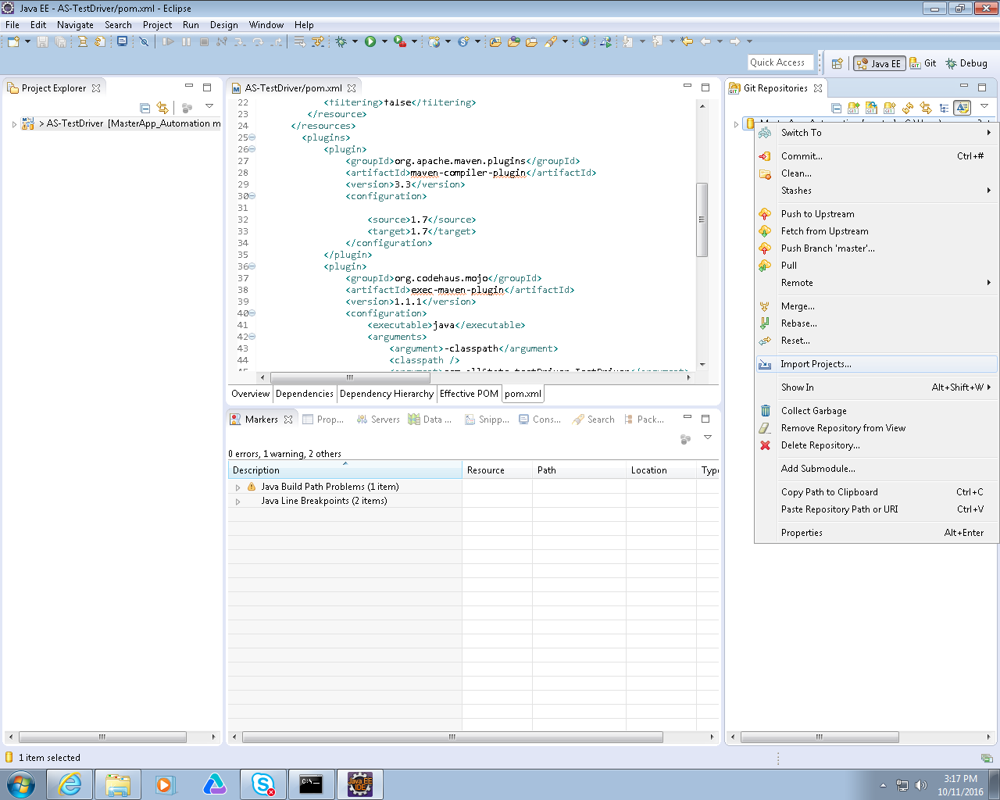 Java EE - AS-TestDriver/pom.xml - Eclipse
File Edit Navigate Search Project Run Design Window Help
Quick Access
Java EE
Git
Debug
Project Explorer
> AS-TestDriver [MasterApp_Automation m
AS-TestDriver/pom.xml
22 <filtering>false</filtering>
23 </resource>
24 </resources>
25 <plugins>
26 <plugin>
27 <groupId>org.apache.maven.plugins</groupId>
28 <artifactId>maven-compiler-plugin</artifactId>
29 <version>3.3</version>
30 <configuration>
31
32 <source>1.7</source>
33 <target>1.7</target>
34 </configuration>
35 </plugin>
36 <plugin>
37 <groupId>org.codehaus.mojo</groupId>
38 <artifactId>exec-maven-plugin</artifactId>
39 <version>1.1.1</version>
40 <configuration>
41 <executable>java</executable>
42 <arguments>
43 <argument>-classpath</argument>
44 <classpath />
Overview Dependencies Dependency Hierarchy Effective POM pom.xml
Markers Prop... Servers Data ... Snipp... Cons... Search Pack...
0 errors, 1 warning, 2 others
Description Resource Path Location Type
Java Build Path Problems (1 item)
Java Line Breakpoints (2 items)
Git Repositories
Switch To
Commit... Ctrl+#
Clean...
Stashes
Push to Upstream
Fetch from Upstream
Push Branch 'master'...
Pull
Remote
Merge...
Rebase...
Reset...
Import Projects...
Show In Alt+Shift+W
Collect Garbage
Remove Repository from View
Delete Repository...
Add Submodule...
Copy Path to Clipboard Ctrl+C
Paste Repository Path or URI Ctrl+V
Properties Alt+Enter
1 item selected
Java EE
IDE
3:17 PM
10/11/2016